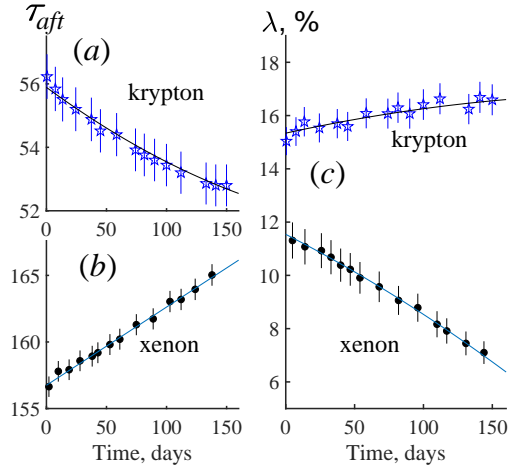 τaft
λ, %
(a)
krypton
56
54
52
0 50 100 150
(b)
xenon
165
160
155
0 50 100 150
Time, days
18
16
14
12
10
8
6
krypton
(c)
xenon
0 50 100 150
Time, days